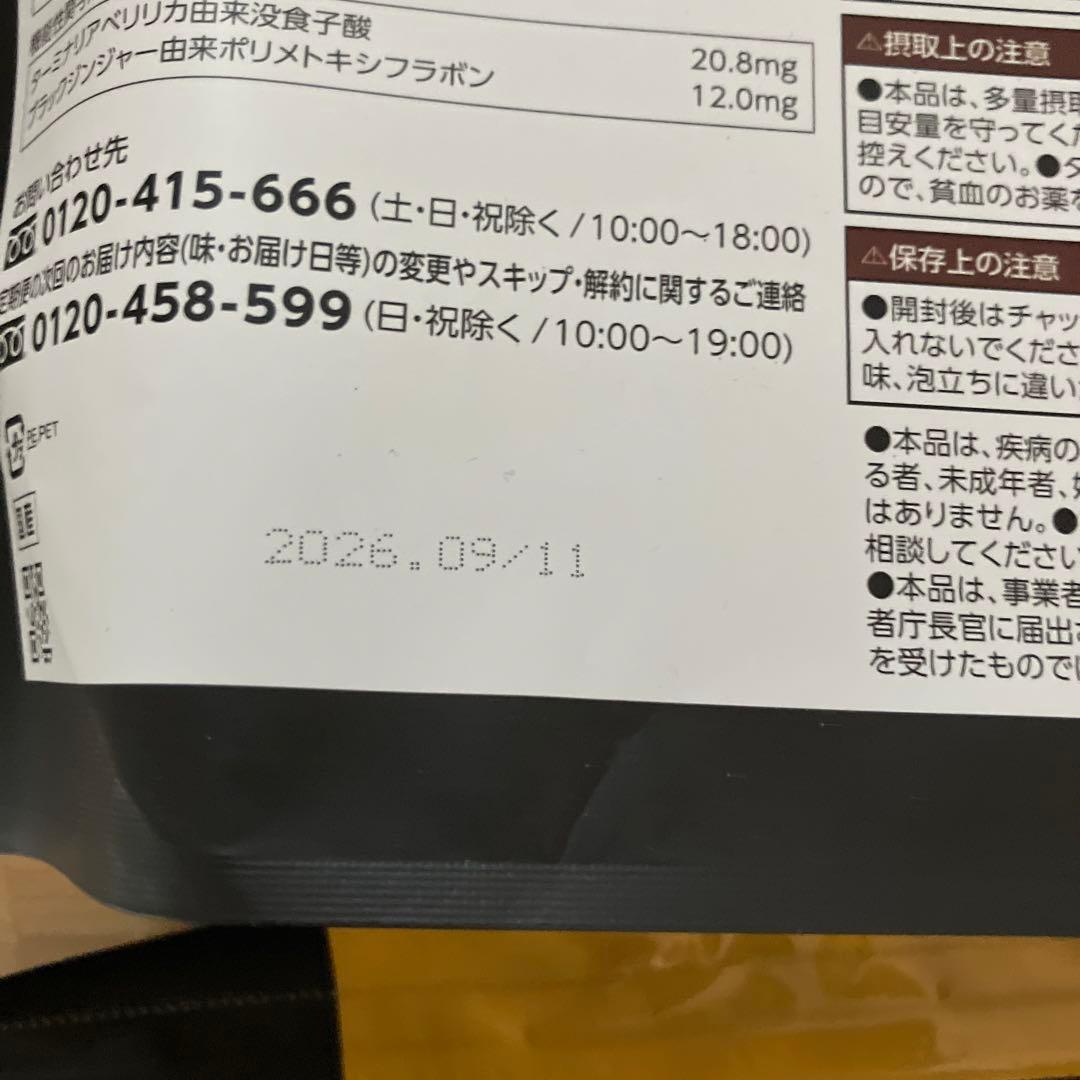 機能性関与
ターミナリアベリリカ由来没食子酸 20.8mg
ブラックジンジャー由来ポリメトキシフラボン 12.0mg
お問い合わせ先
0120-415-666 (土・日・祝除く/10:00〜18:00)
定期便の次回のお届け内容(味・お届け日等)の変更やスキップ・解約に関するご連絡
0120-458-599 (日・祝除く/10:00〜19:00)
PE,PET
国産
2026.09/11
⚠摂取上の注意
●本品は、多量摂取
目安量を守ってくだ
控えください。●タ
ので、貧血のお薬を
⚠保存上の注意
●開封後はチャッ
入れないでくださ
味、泡立ちに違い
●本品は、疾病の
る者、未成年者、妊
はありません。●
相談してください
●本品は、事業者
者庁長官に届出さ
を受けたものでは